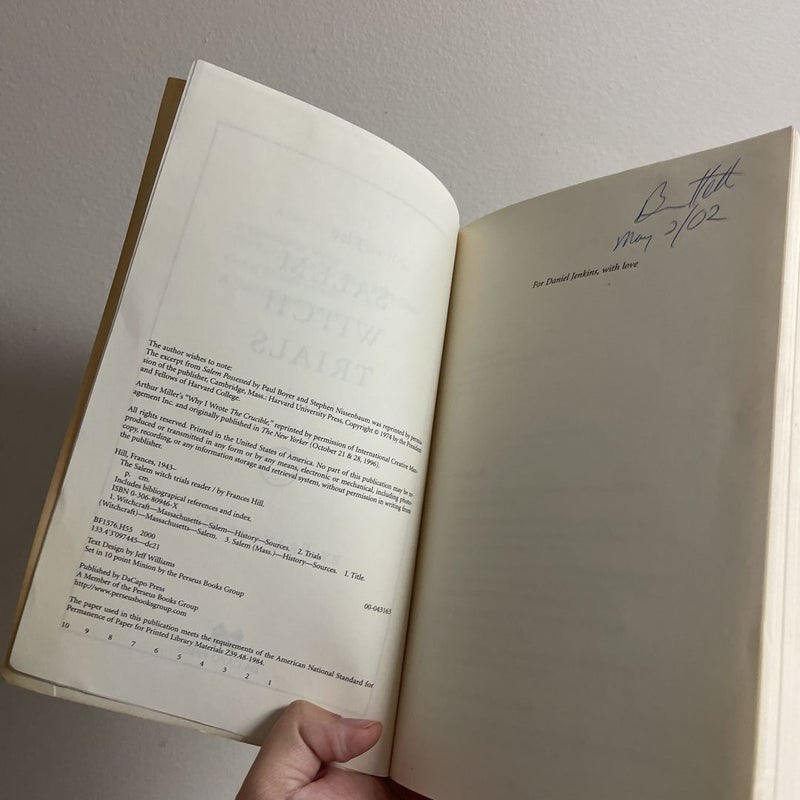 The author wishes to note:
The excerpt from Salem Possessed by Paul Boyer and Stephen Nissenbaum was reprinted by permis-
sion of the publisher, Cambridge, Mass.: Harvard University Press, Copyright © 1974 by the President
and Fellows of Harvard College.
Arthur Miller's "Why I Wrote The Crucible," reprinted by permission of International Creative Man-
agement Inc. and originally published in The New Yorker (October 21 & 28, 1996).
All rights reserved. Printed in the United States of America. No part of this publication may be re-
produced or transmitted in any form or by any means, electronic or mechanical, including photo-
copy, recording, or any information storage and retrieval system, without permission in writing from
the publisher.
Hill, Frances, 1943–
The Salem witch trials reader / by Frances Hill.
p. cm.
Includes bibliograpical references and index.
ISBN 0-306-80946-X
1. Witchcraft—Massachusetts—Salem—History—Sources. 2. Trials
(Witchcraft)—Massachusetts—Salem. 3. Salem (Mass.)—History—Sources. I. Title.
BF1576.H55 2000
133.4'3'097445—dc21
00-043165
Text Design by Jeff Williams
Set in 10 point Minion by the Perseus Books Group
Published by DaCapo Press
A Member of the Perseus Books Group
http://www.perseusbooksgroup.com
The paper used in this publication meets the requirements of the American National Standard for
Permanence of Paper for Printed Library Materials Z39.48-1984.
10 9 8 7 6 5 4 3 2 1
May 2/02
For Daniel Jenkins, with love
SALEM
WITCH
TRIALS